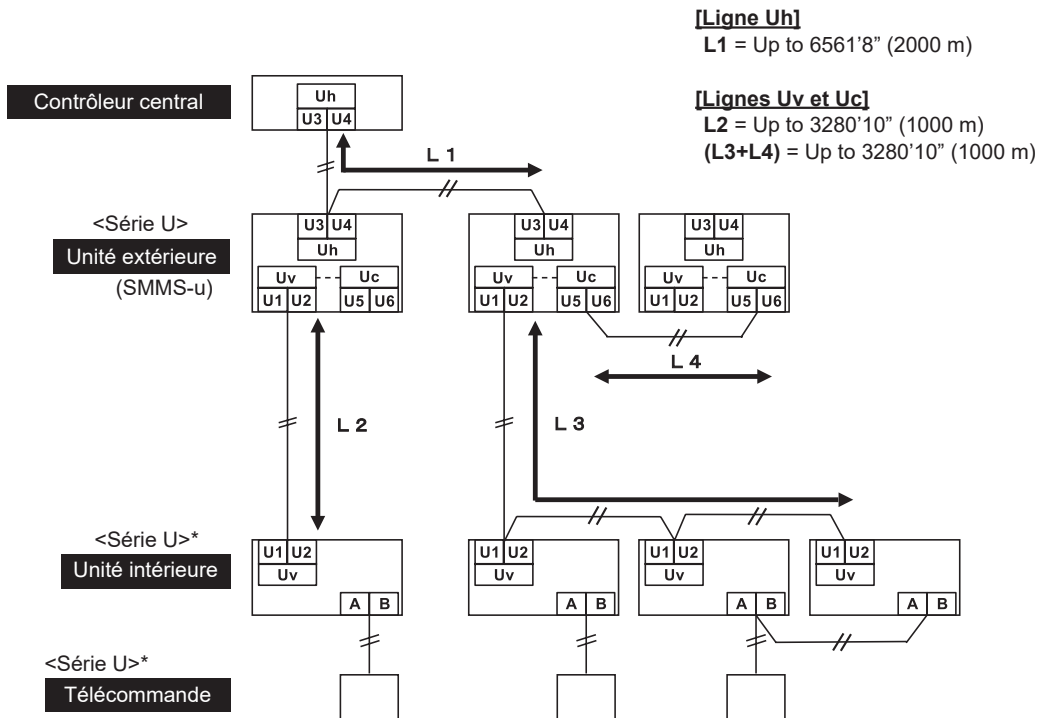 [Ligne Uh]
L1 = Up to 6561'8” (2000 m)
[Lignes Uv et Uc]
L2 = Up to 3280’10” (1000 m)
(L3+L4) = Up to 3280’10” (1000 m)
Contrôleur central
Uh
U3 U4
L 1
<Série U>
Unité extérieure
(SMMS-u)
U3 U4
Uh
Uv Uc
U1 U2 U5 U6
U3 U4
Uh
Uv Uc
U1 U2 U5 U6
U3 U4
Uh
Uv Uc
U1 U2 U5 U6
L 4
L 2
L 3
<Série U>*
Unité intérieure
U1 U2
Uv
A B
U1 U2
Uv
A B
U1 U2
Uv
A B
U1 U2
Uv
A B
<Série U>*
Télécommande